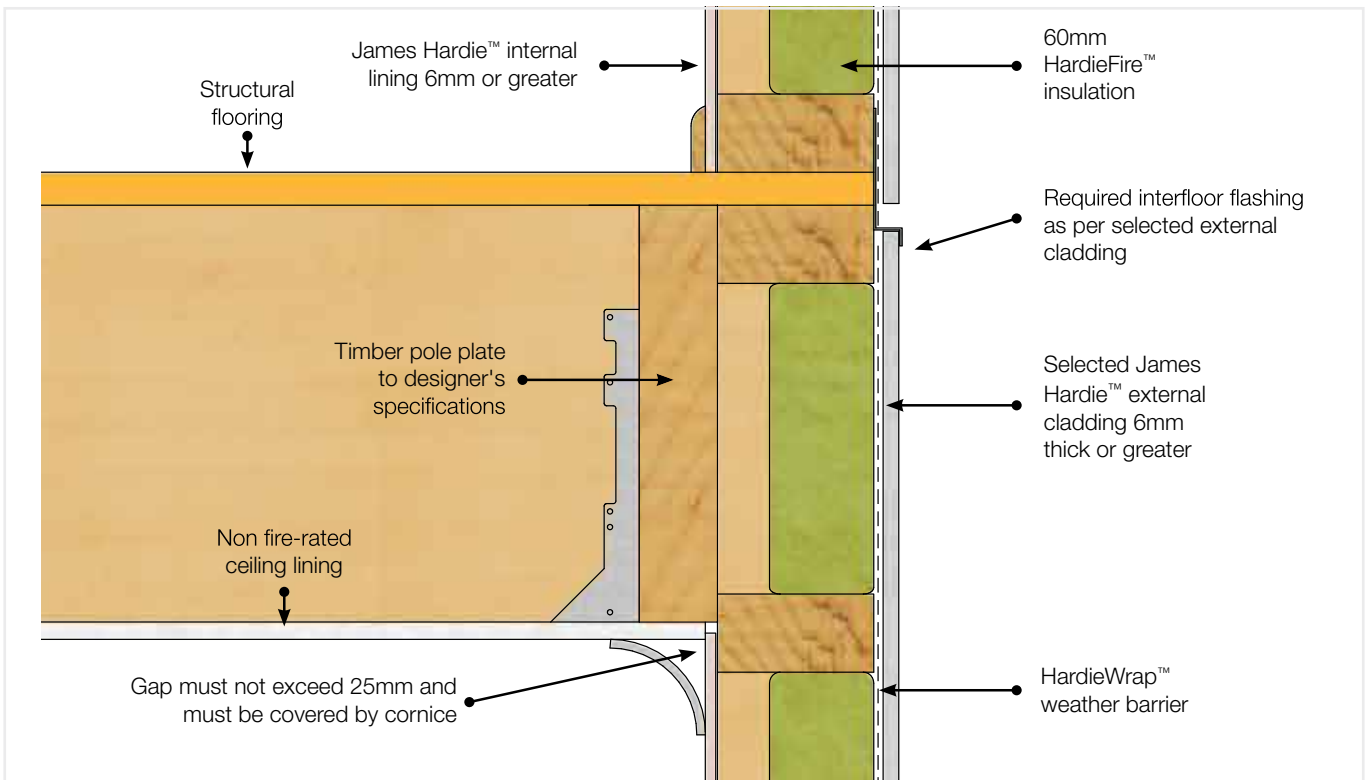 James Hardie™ internal
lining 6mm or greater
60mm
HardieFire™
insulation
Structural
flooring
Required interfloor flashing
as per selected external
cladding
Timber pole plate
to designer's
specifications
Selected James
Hardie™ external
cladding 6mm
thick or greater
Non fire-rated
ceiling lining
Gap must not exceed 25mm and
must be covered by cornice
HardieWrap™
weather barrier